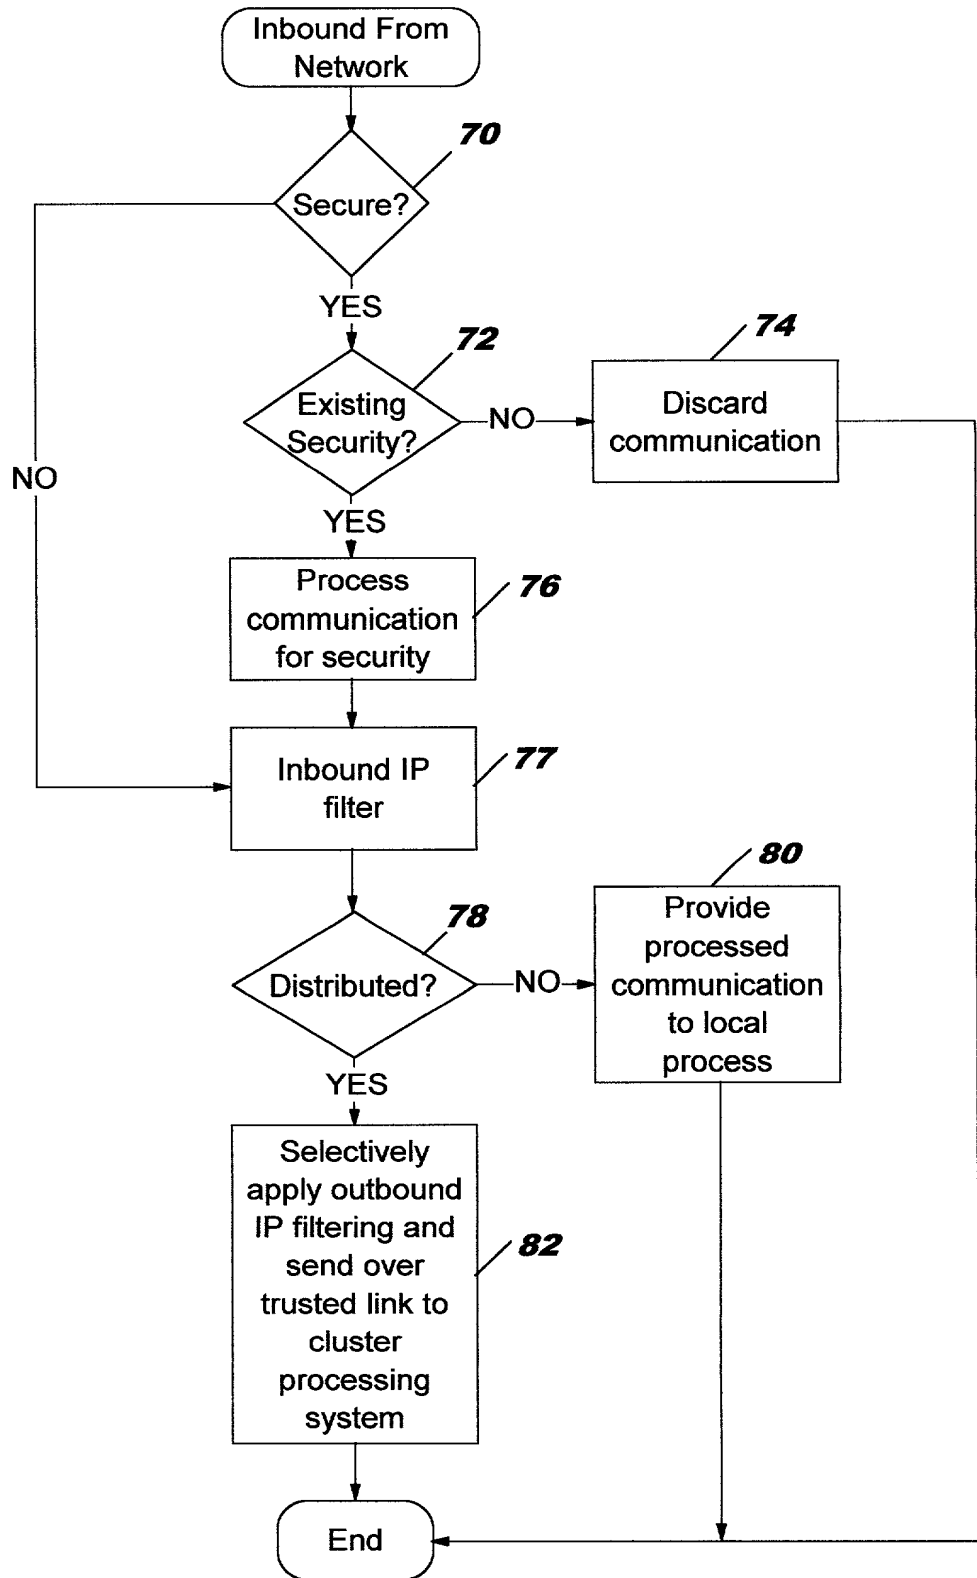 Inbound From
Network
70
Secure?
YES
72
74
Existing
Security?
NO
Discard
communication
NO
YES
Process
communication
for security
76
Inbound IP
filter
77
78
80
Distributed?
NO
Provide
processed
communication
to local
process
YES
Selectively
apply outbound
IP filtering and
send over
trusted link to
cluster
processing
system
82
End